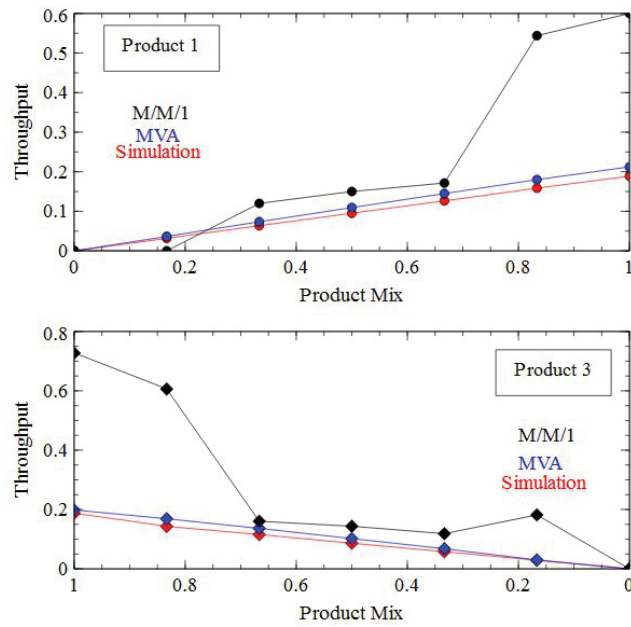 0.6
Product 1
0.5
0.4
M/M/1
0.3
MVA
Simulation
0.2
0.1
0
Throughput
0 0.2 0.4 0.6 0.8 1
Product Mix
0.8
Product 3
0.6
M/M/1
0.4
MVA
Simulation
0.2
0
Throughput
1 0.8 0.6 0.4 0.2 0
Product Mix